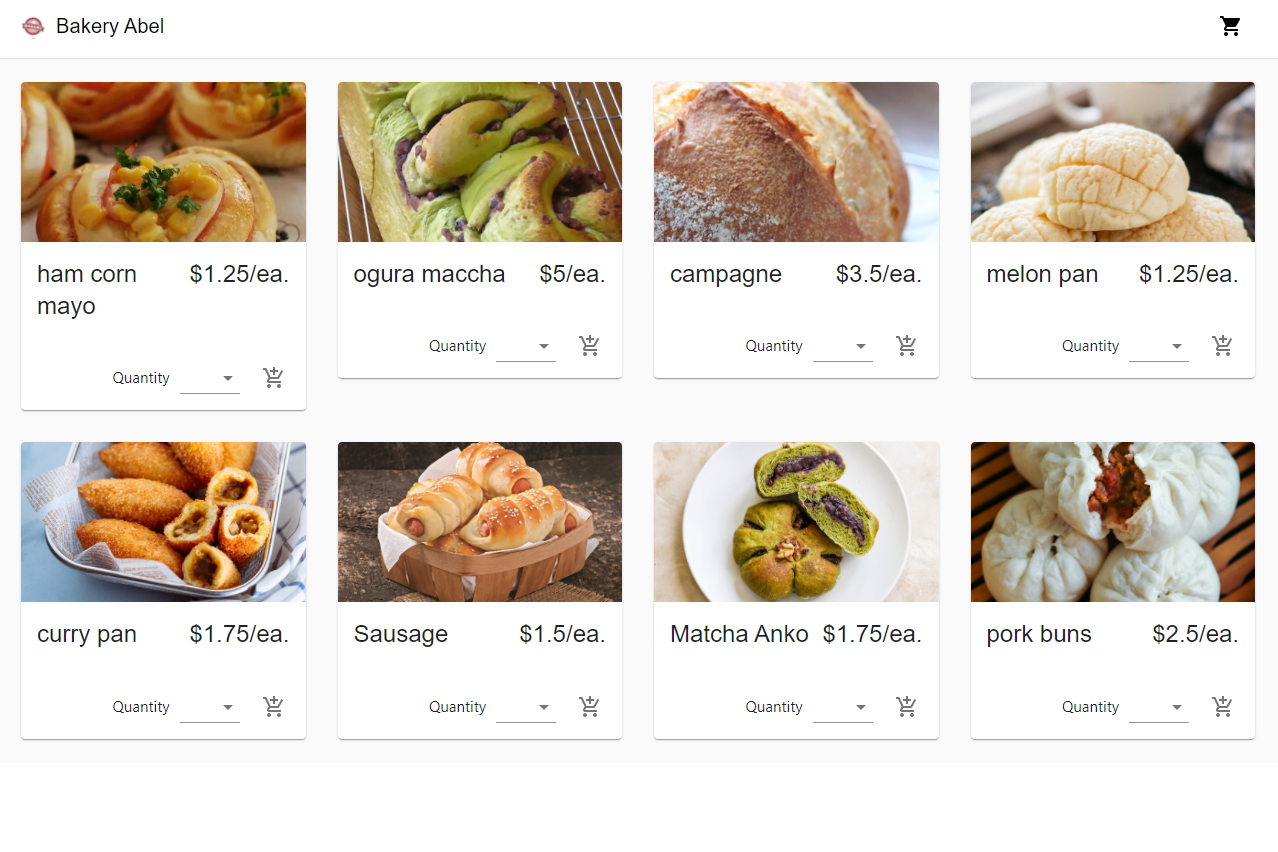 Bakery Abel
ham corn $1.25/ea.
mayo
Quantity
ogura maccha $5/ea.
Quantity
campagne $3.5/ea.
Quantity
melon pan $1.25/ea.
Quantity
curry pan $1.75/ea.
Quantity
Sausage $1.5/ea.
Quantity
Matcha Anko $1.75/ea.
Quantity
pork buns $2.5/ea.
Quantity